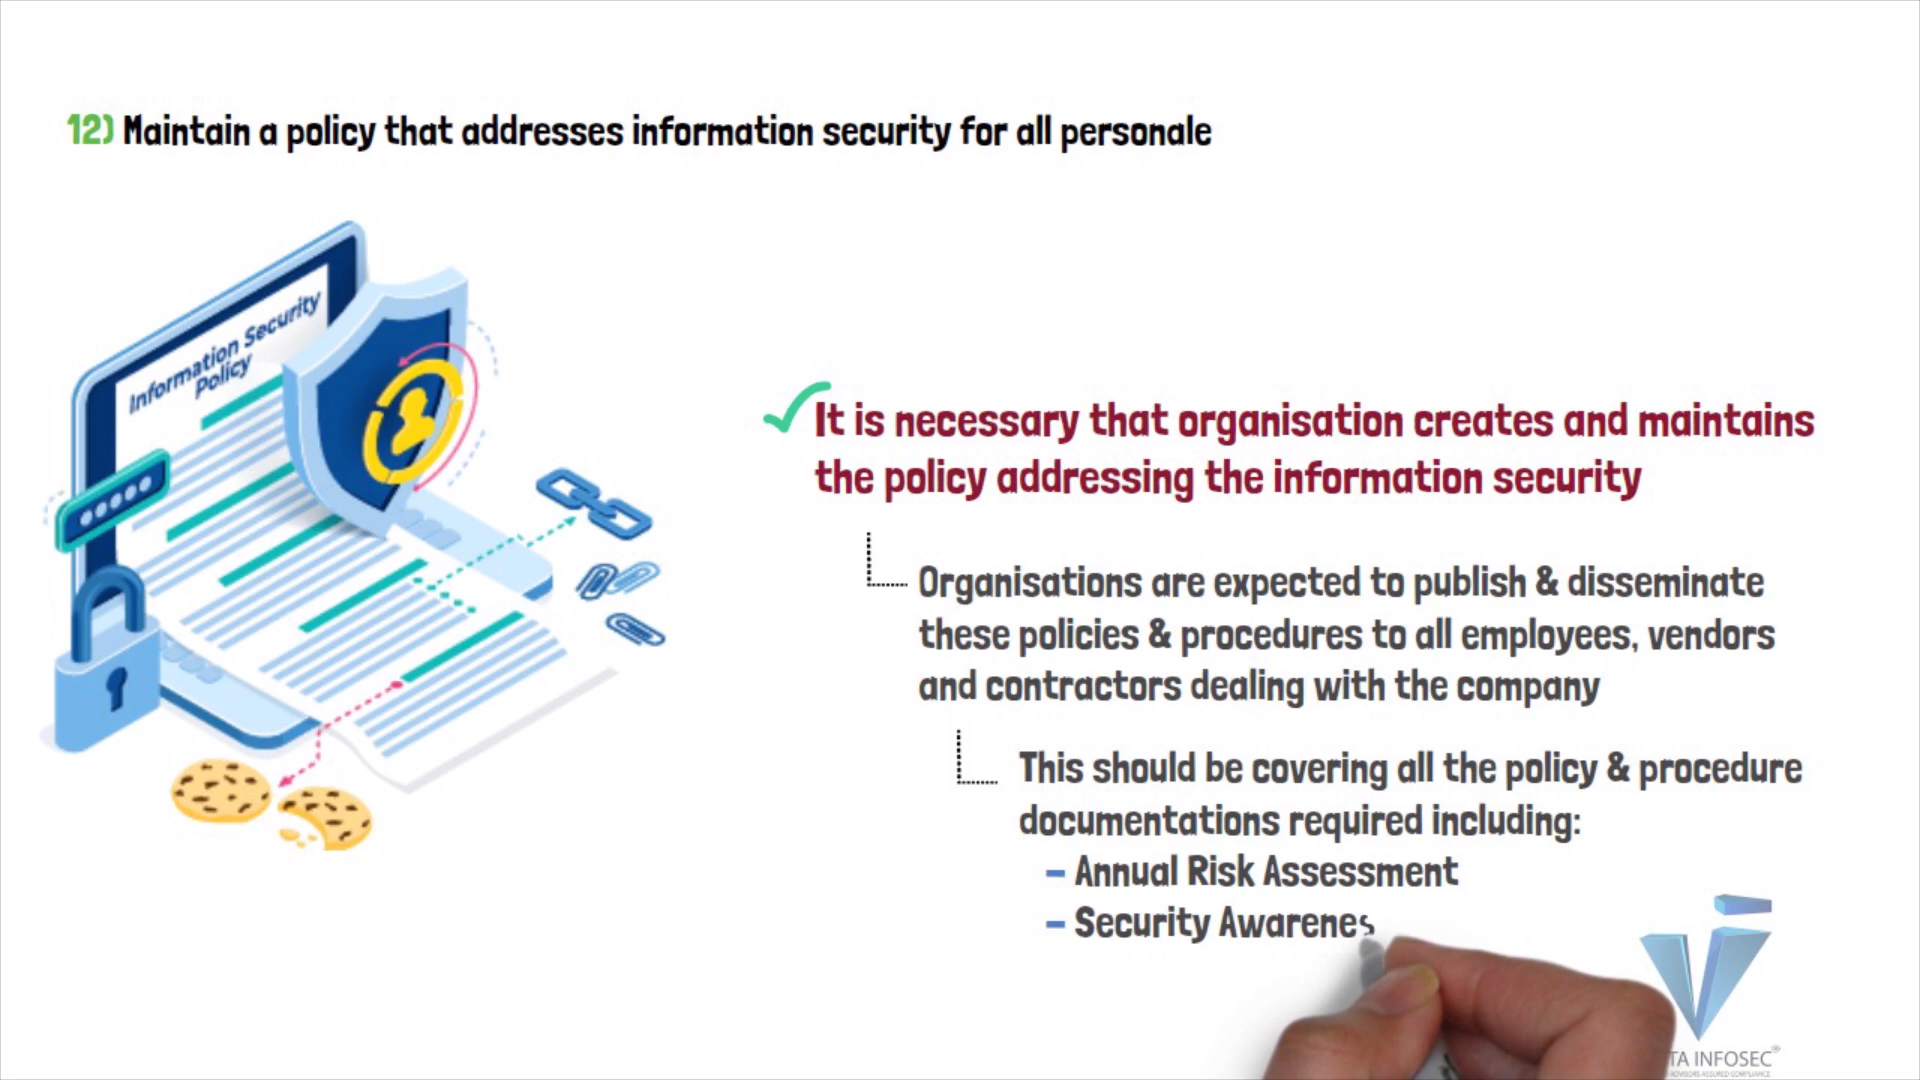 12) Maintain a policy that addresses information security for all personale
Information Security
Policy
It is necessary that organisation creates and maintains
the policy addressing the information security
Organisations are expected to publish & disseminate
these policies & procedures to all employees, vendors
and contractors dealing with the company
This should be covering all the policy & procedure
documentations required including:
- Annual Risk Assessment
- Security Awarenes
TA INFOSEC®